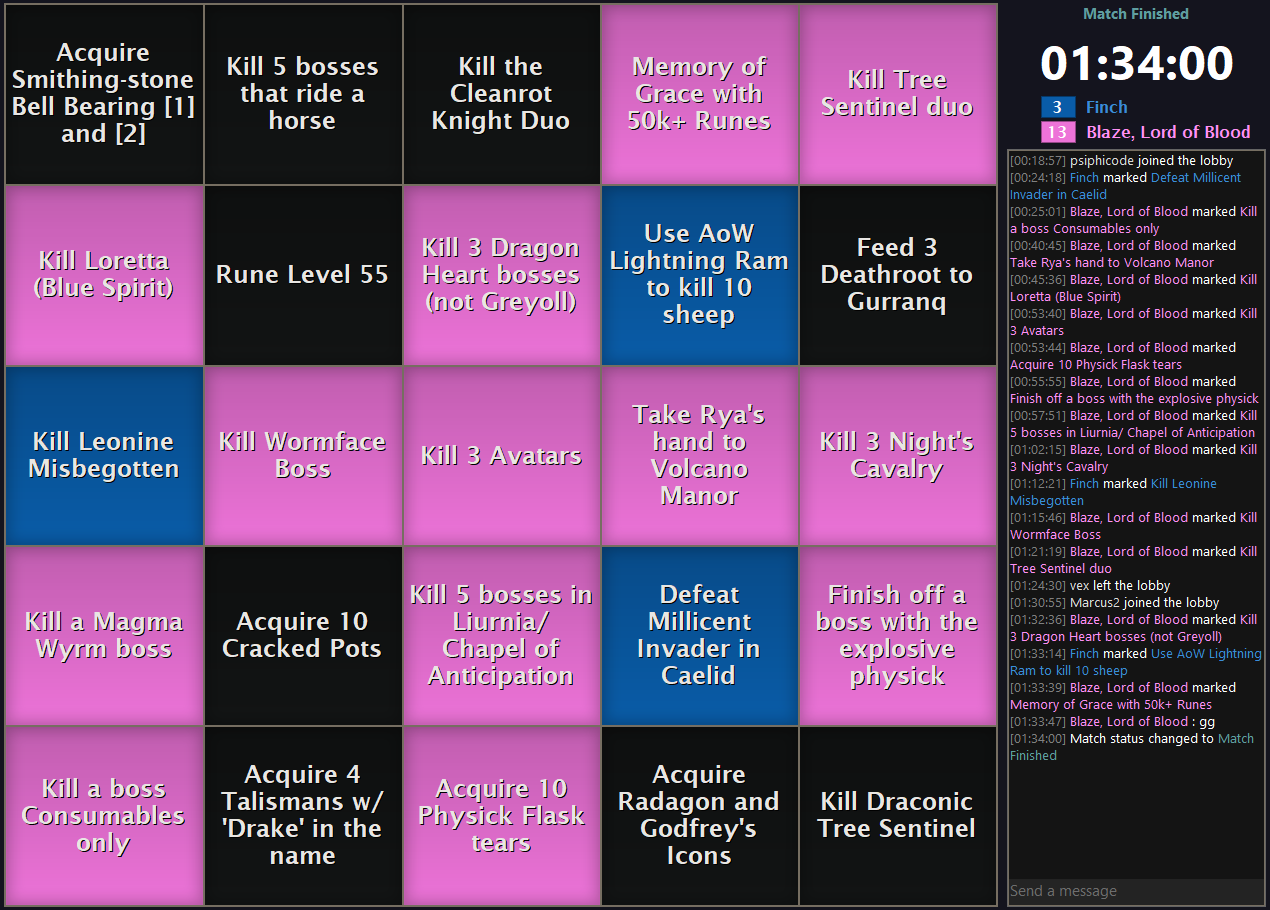 Acquire
Smithing-stone
Bell Bearing [1]
and [2]
Kill 5 bosses
that ride a
horse
Kill the
Cleanrot
Knight Duo
Memory of
Grace with
50k+ Runes
Kill Tree
Sentinel duo
Kill Loretta
(Blue Spirit)
Rune Level 55
Kill 3 Dragon
Heart bosses
(not Greyoll)
Use AoW
Lightning Ram
to kill 10
sheep
Feed 3
Deathroot to
Gurranq
Kill Leonine
Misbegotten
Kill Wormface
Boss
Kill 3 Avatars
Take Rya's
hand to
Volcano
Manor
Kill 3 Night's
Cavalry
Kill a Magma
Wyrm boss
Acquire 10
Cracked Pots
Kill 5 bosses in
Liurnia/
Chapel of
Anticipation
Defeat
Millicent
Invader in
Caelid
Finish off a
boss with the
explosive
physick
Kill a boss
Consumables
only
Acquire 4
Talismans w/
'Drake' in the
name
Acquire 10
Physick Flask
tears
Acquire
Radagon and
Godfrey's
Icons
Kill Draconic
Tree Sentinel
Match Finished
01:34:00
3 Finch
13 Blaze, Lord of Blood
[00:18:57] psiphicode joined the lobby
[00:24:18] Finch marked Defeat Millicent
Invader in Caelid
[00:25:01] Blaze, Lord of Blood marked Kill
a boss Consumables only
[00:40:45] Blaze, Lord of Blood marked
Take Rya's hand to Volcano Manor
[00:45:36] Blaze, Lord of Blood marked Kill
Loretta (Blue Spirit)
[00:53:40] Blaze, Lord of Blood marked Kill
3 Avatars
[00:53:44] Blaze, Lord of Blood marked
Acquire 10 Physick Flask tears
[00:55:55] Blaze, Lord of Blood marked
Finish off a boss with the explosive physick
[00:57:51] Blaze, Lord of Blood marked Kill
5 bosses in Liurnia/ Chapel of Anticipation
[01:02:15] Blaze, Lord of Blood marked Kill
3 Night's Cavalry
[01:12:21] Finch marked Kill Leonine
Misbegotten
[01:15:46] Blaze, Lord of Blood marked Kill
Wormface Boss
[01:21:19] Blaze, Lord of Blood marked Kill
Tree Sentinel duo
[01:24:30] vex left the lobby
[01:30:55] Marcus2 joined the lobby
[01:32:36] Blaze, Lord of Blood marked Kill
3 Dragon Heart bosses (not Greyoll)
[01:33:14] Finch marked Use AoW Lightning
Ram to kill 10 sheep
[01:33:39] Blaze, Lord of Blood marked
Memory of Grace with 50k+ Runes
[01:33:47] Blaze, Lord of Blood : gg
[01:34:00] Match status changed to Match
Finished
Send a message